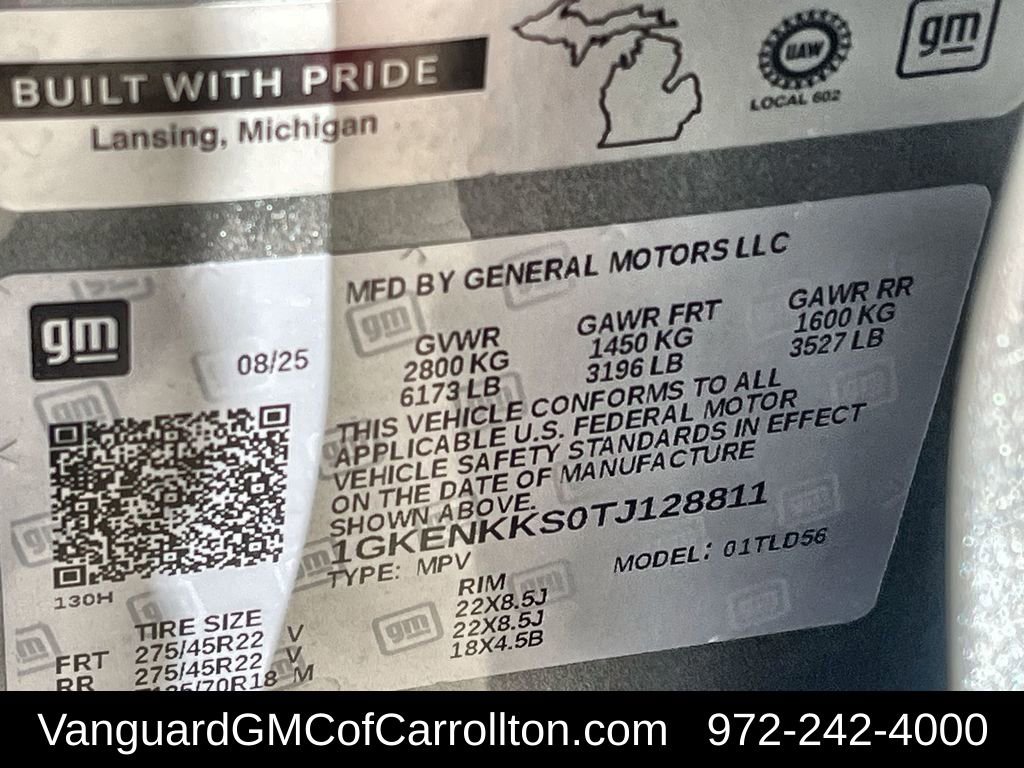 BUILT WITH PRIDE
Lansing, Michigan
UAW
LOCAL 602
gm
MFD BY GENERAL MOTORS LLC
gm
08/25
GVWR
2800 KG
6173 LB
GAWR FRT
1450 KG
3196 LB
GAWR RR
1600 KG
3527 LB
THIS VEHICLE CONFORMS TO ALL
APPLICABLE U.S. FEDERAL MOTOR
VEHICLE SAFETY STANDARDS IN EFFECT
ON THE DATE OF MANUFACTURE
SHOWN ABOVE.
1GKENKKS0TJ128811
TYPE: MPV MODEL: 01TLD56
130H
TIRE SIZE RIM
FRT 275/45R22 V 22X8.5J
RR 275/45R22 V 22X8.5J
/70R18 M 18X4.5B
VanguardGMCofCarrollton.com 972-242-4000